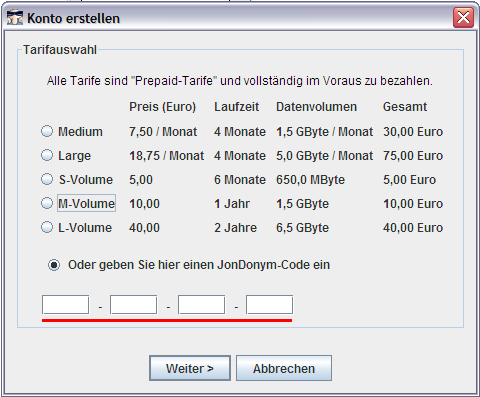 Konto erstellen
Tarifauswahl
Alle Tarife sind "Prepaid-Tarife" und vollständig im Voraus zu bezahlen.
Preis (Euro) Laufzeit Datenvolumen Gesamt
Medium 7,50 / Monat 4 Monate 1,5 GByte / Monat 30,00 Euro
Large 18,75 / Monat 4 Monate 5,0 GByte / Monat 75,00 Euro
S-Volume 5,00 6 Monate 650,0 MByte 5,00 Euro
M-Volume 10,00 1 Jahr 1,5 GByte 10,00 Euro
L-Volume 40,00 2 Jahre 6,5 GByte 40,00 Euro
Oder geben Sie hier einen JonDonym-Code ein
- - -
Weiter > Abbrechen